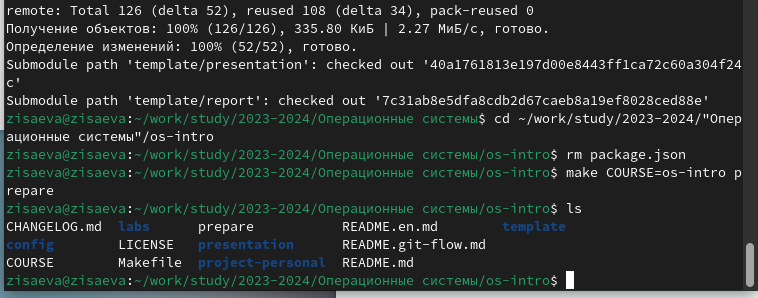 remote: Total 126 (delta 52), reused 108 (delta 34), pack-reused 0
Получение объектов: 100% (126/126), 335.80 КиБ | 2.27 МиБ/с, готово.
Определение изменений: 100% (52/52), готово.
Submodule path 'template/presentation': checked out '40a1761813e197d00e8443ff1ca72c60a304f24
c'
Submodule path 'template/report': checked out '7c31ab8e5dfa8cdb2d67caeb8a19ef8028ced88e'
zisaeva@zisaeva:~/work/study/2023-2024/Операционные системы$ cd ~/work/study/2023-2024/"Опер
ационные системы"/os-intro
zisaeva@zisaeva:~/work/study/2023-2024/Операционные системы/os-intro$ rm package.json
zisaeva@zisaeva:~/work/study/2023-2024/Операционные системы/os-intro$ make COURSE=os-intro p
repare
zisaeva@zisaeva:~/work/study/2023-2024/Операционные системы/os-intro$ ls
CHANGELOG.md labs prepare README.en.md template
config LICENSE presentation README.git-flow.md
COURSE Makefile project-personal README.md
zisaeva@zisaeva:~/work/study/2023-2024/Операционные системы/os-intro$